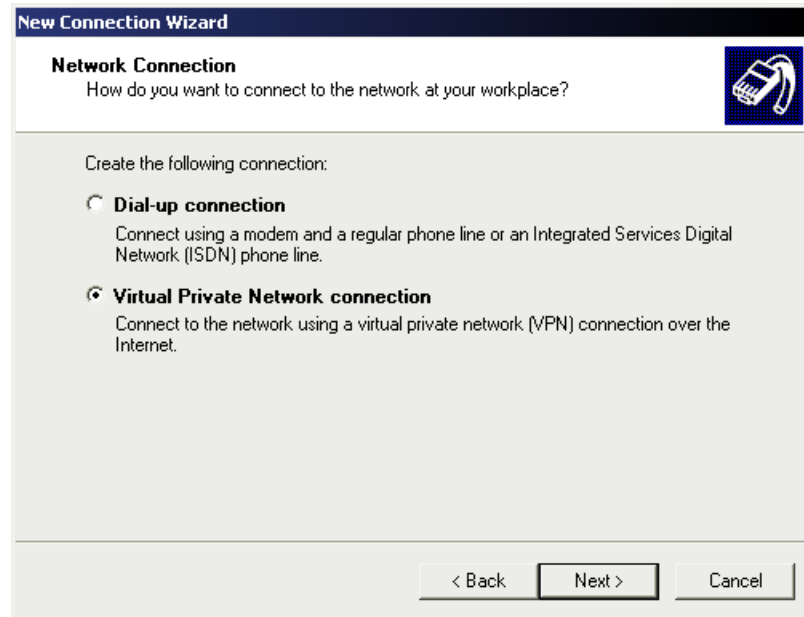 New Connection Wizard
Network Connection
How do you want to connect to the network at your workplace?
Create the following connection:
Dial-up connection
Connect using a modem and a regular phone line or an Integrated Services Digital
Network (ISDN) phone line.
Virtual Private Network connection
Connect to the network using a virtual private network (VPN) connection over the
Internet.
< Back
Next >
Cancel